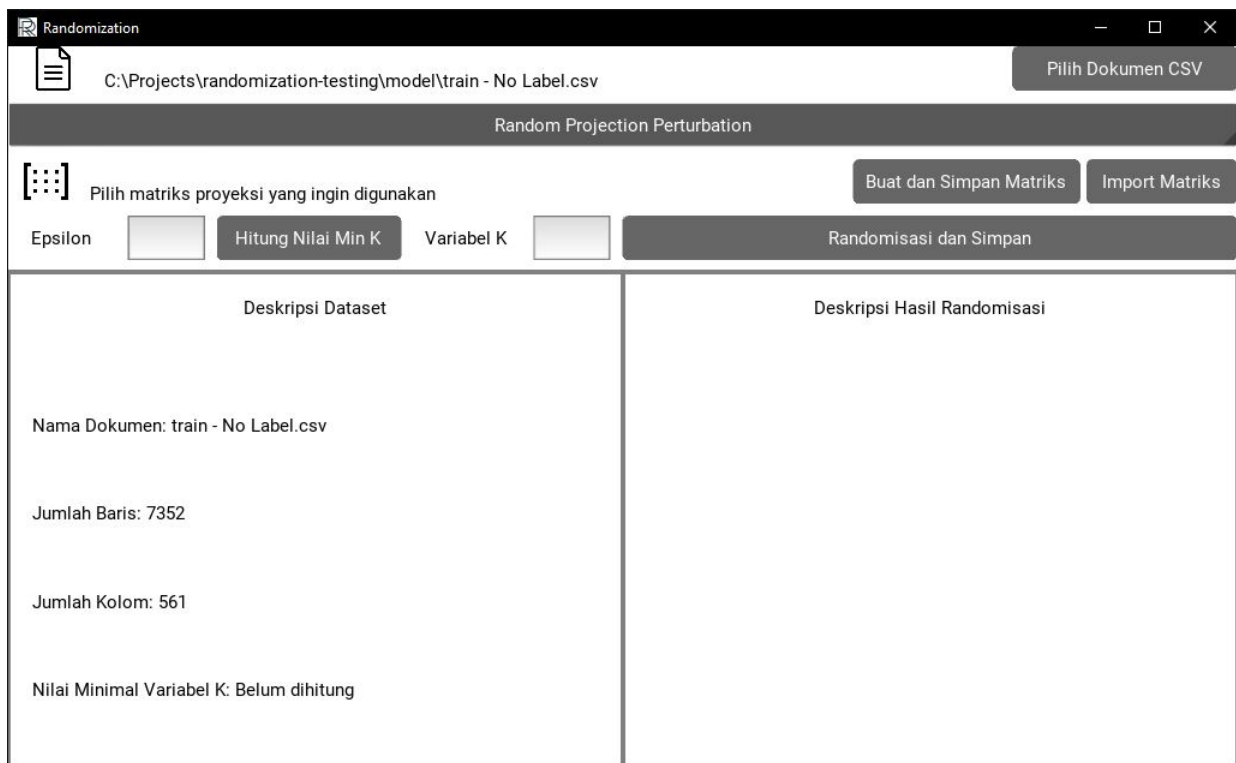 Randomization
C:\Projects\randomization-testing\model\train - No Label.csv
Pilih Dokumen CSV
Random Projection Perturbation
Pilih matriks proyeksi yang ingin digunakan
Buat dan Simpan Matriks
Import Matriks
Epsilon
Hitung Nilai Min K
Variabel K
Randomisasi dan Simpan
Deskripsi Dataset
Deskripsi Hasil Randomisasi
Nama Dokumen: train - No Label.csv
Jumlah Baris: 7352
Jumlah Kolom: 561
Nilai Minimal Variabel K: Belum dihitung